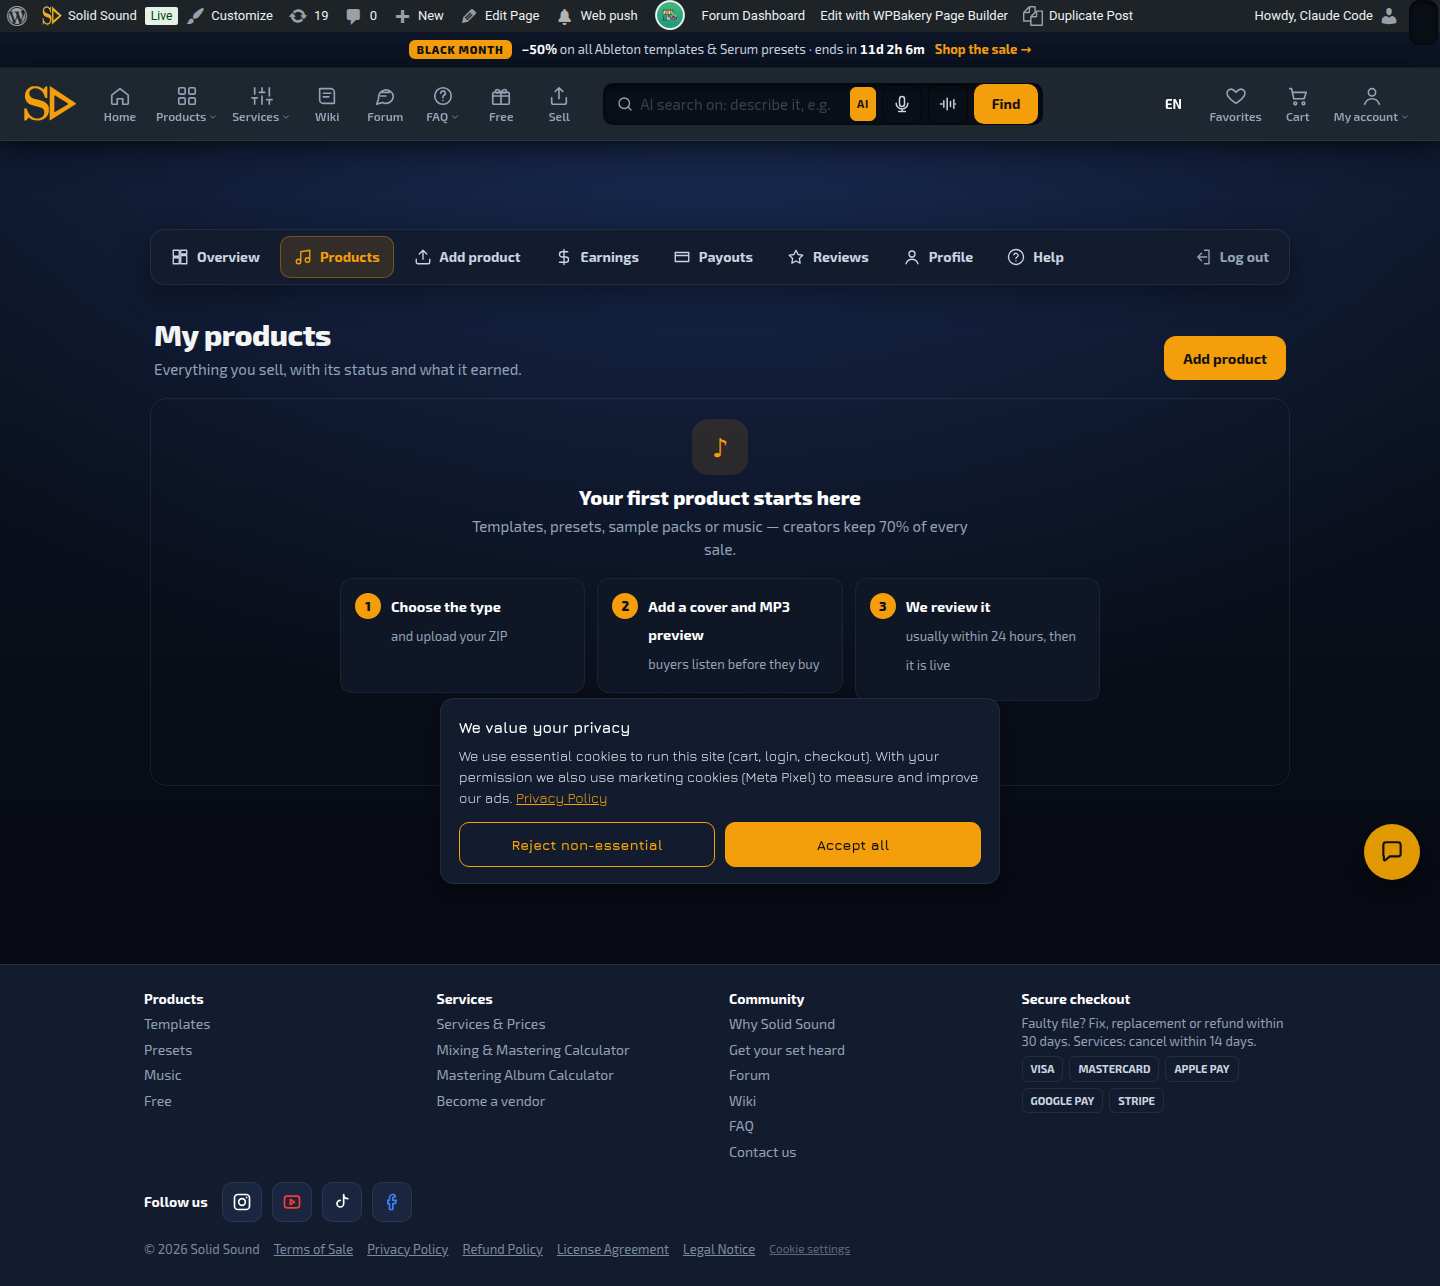 Solid Sound Live Customize 19 0 New Edit Page Web push Forum Dashboard Edit with WPBakery Page Builder Duplicate Post Howdy, Claude Code
BLACK MONTH −50% on all Ableton templates & Serum presets · ends in 11d 2h 6m Shop the sale →
AI search on: describe it, e.g. AI Find EN
Home Products Services Wiki Forum FAQ Free Sell Favorites Cart My account
Overview Products Add product Earnings Payouts Reviews Profile Help Log out
My products
Everything you sell, with its status and what it earned.
Add product
Your first product starts here
Templates, presets, sample packs or music — creators keep 70% of every
sale.
1 Choose the type
and upload your ZIP
2 Add a cover and MP3
preview
buyers listen before they buy
3 We review it
usually within 24 hours, then
it is live
We value your privacy
We use essential cookies to run this site (cart, login, checkout). With your
permission we also use marketing cookies (Meta Pixel) to measure and improve
our ads. Privacy Policy
Reject non-essential Accept all
Products
Templates
Presets
Music
Free
Services
Services & Prices
Mixing & Mastering Calculator
Mastering Album Calculator
Become a vendor
Community
Why Solid Sound
Get your set heard
Forum
Wiki
FAQ
Contact us
Secure checkout
Faulty file? Fix, replacement or refund within
30 days. Services: cancel within 14 days.
VISA MASTERCARD APPLE PAY
GOOGLE PAY STRIPE
Follow us
© 2026 Solid Sound Terms of Sale Privacy Policy Refund Policy License Agreement Legal Notice Cookie settings